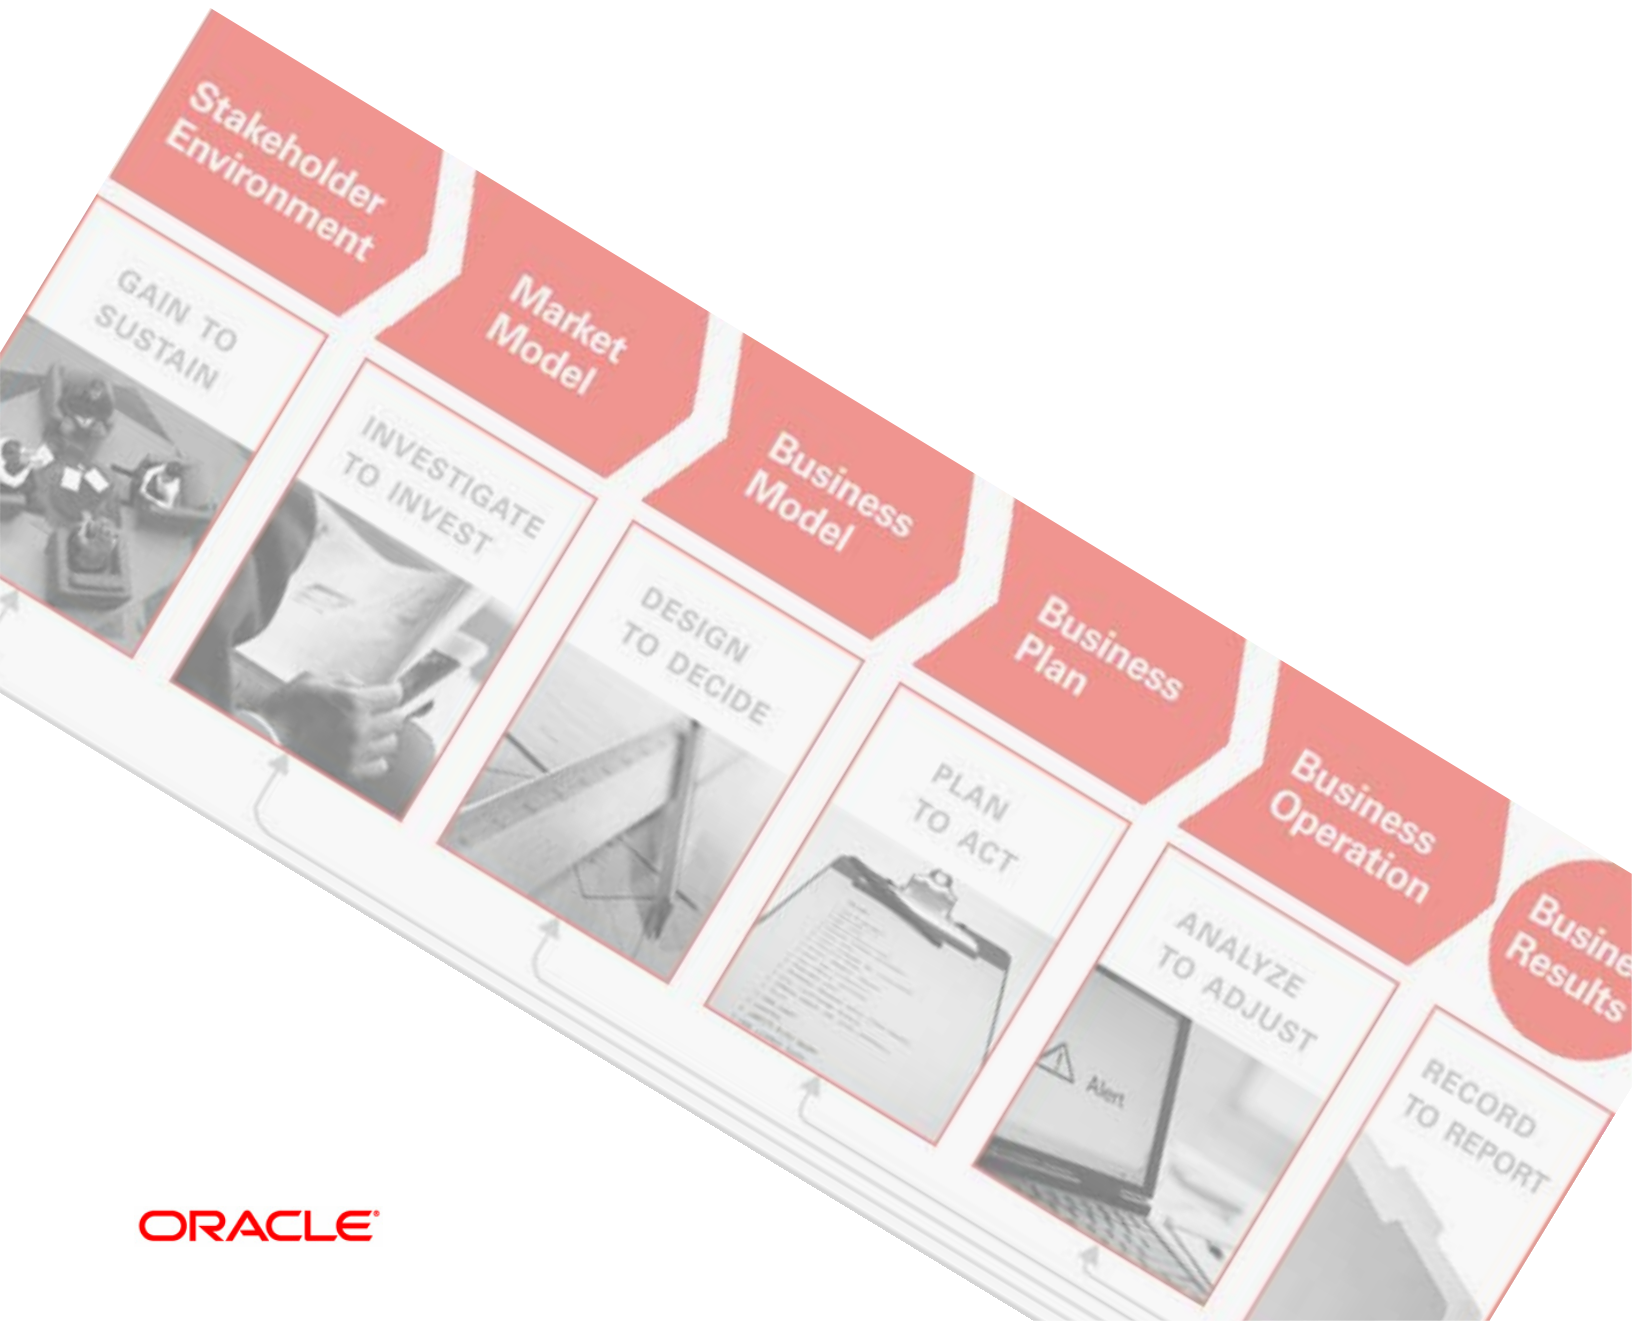 Stakeholder
Environment
GAIN TO
SUSTAIN
Market
Model
INVESTIGATE
TO INVEST
Business
Model
DESIGN
TO DECIDE
Business
Plan
PLAN
TO ACT
Business
Operation
ANALYZE
TO ADJUST
Alert
Busine
Results
RECORD
TO REPORT
ORACLE®